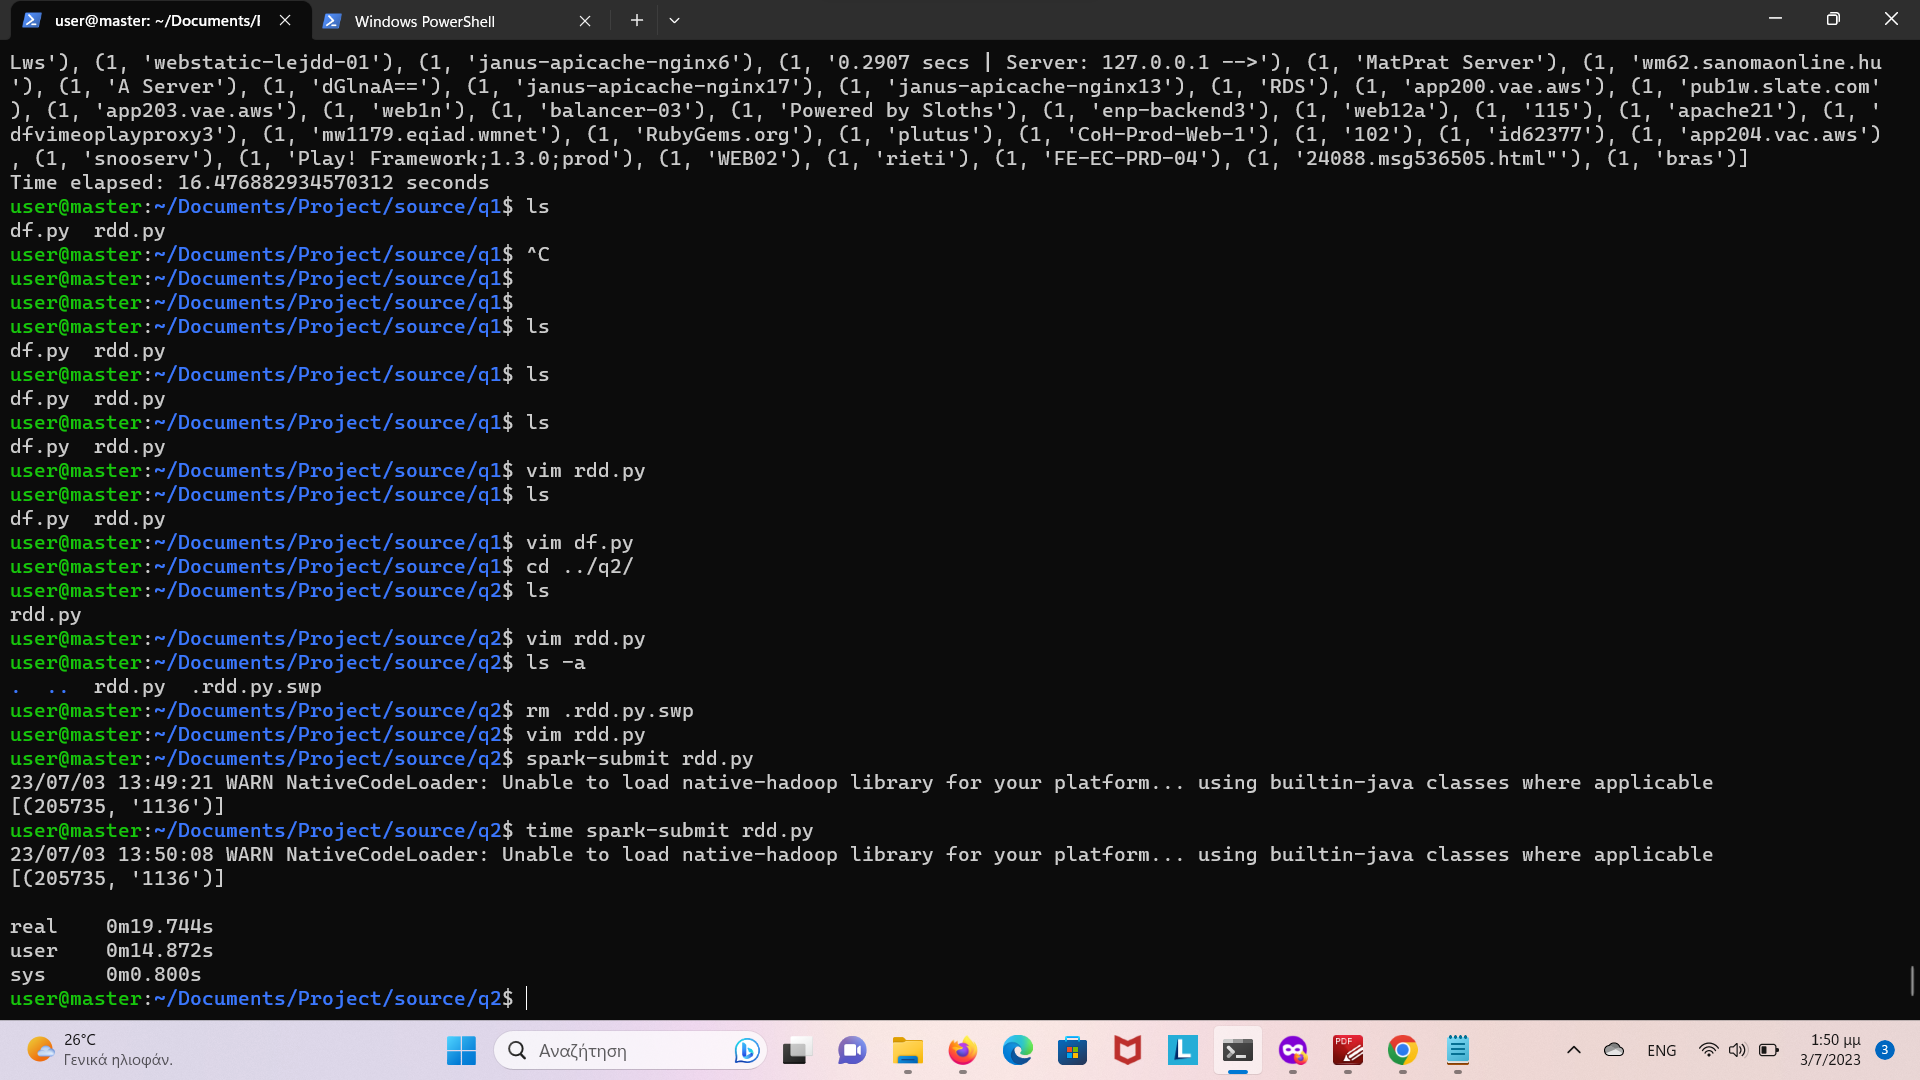 user@master: ~/Documents/I
Windows PowerShell
Lws'), (1, 'webstatic-lejdd-01'), (1, 'janus-apicache-nginx6'), (1, '0.2907 secs | Server: 127.0.0.1 -->'), (1, 'MatPrat Server'), (1, 'wm62.sanomaonline.hu
'), (1, 'A Server'), (1, 'dGlnaA=='), (1, 'janus-apicache-nginx17'), (1, 'janus-apicache-nginx13'), (1, 'RDS'), (1, 'app200.vae.aws'), (1, 'pub1w.slate.com'
), (1, 'app203.vae.aws'), (1, 'web1n'), (1, 'balancer-03'), (1, 'Powered by Sloths'), (1, 'enp-backend3'), (1, 'web12a'), (1, '115'), (1, 'apache21'), (1, '
dfvimeoplayproxy3'), (1, 'mw1179.eqiad.wmnet'), (1, 'RubyGems.org'), (1, 'plutus'), (1, 'CoH-Prod-Web-1'), (1, '102'), (1, 'id62377'), (1, 'app204.vac.aws')
, (1, 'snooserv'), (1, 'Play! Framework;1.3.0;prod'), (1, 'WEB02'), (1, 'rieti'), (1, 'FE-EC-PRD-04'), (1, '24088.msg536505.html"'), (1, 'bras')]
Time elapsed: 16.476882934570312 seconds
user@master:~/Documents/Project/source/q1$ ls
df.py  rdd.py
user@master:~/Documents/Project/source/q1$ ^C
user@master:~/Documents/Project/source/q1$
user@master:~/Documents/Project/source/q1$
user@master:~/Documents/Project/source/q1$ ls
df.py  rdd.py
user@master:~/Documents/Project/source/q1$ ls
df.py  rdd.py
user@master:~/Documents/Project/source/q1$ ls
df.py  rdd.py
user@master:~/Documents/Project/source/q1$ vim rdd.py
user@master:~/Documents/Project/source/q1$ ls
df.py  rdd.py
user@master:~/Documents/Project/source/q1$ vim df.py
user@master:~/Documents/Project/source/q1$ cd ../q2/
user@master:~/Documents/Project/source/q2$ ls
rdd.py
user@master:~/Documents/Project/source/q2$ vim rdd.py
user@master:~/Documents/Project/source/q2$ ls -a
.  ..  rdd.py  .rdd.py.swp
user@master:~/Documents/Project/source/q2$ rm .rdd.py.swp
user@master:~/Documents/Project/source/q2$ vim rdd.py
user@master:~/Documents/Project/source/q2$ spark-submit rdd.py
23/07/03 13:49:21 WARN NativeCodeLoader: Unable to load native-hadoop library for your platform... using builtin-java classes where applicable
[(205735, '1136')]
user@master:~/Documents/Project/source/q2$ time spark-submit rdd.py
23/07/03 13:50:08 WARN NativeCodeLoader: Unable to load native-hadoop library for your platform... using builtin-java classes where applicable
[(205735, '1136')]
real    0m19.744s
user    0m14.872s
sys     0m0.800s
user@master:~/Documents/Project/source/q2$
26°C
Γενικά ηλιοφάν.
Αναζήτηση
L
PDF
ENG
1:50 μμ
3/7/2023
3